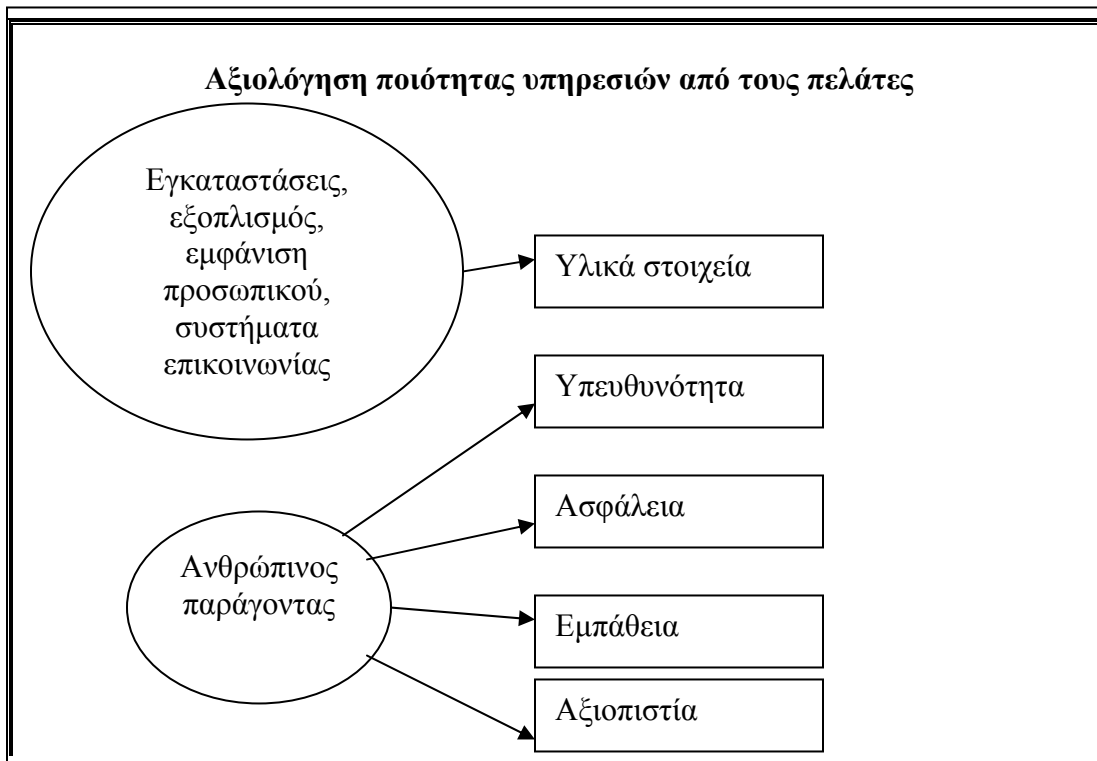 Αξιολόγηση ποιότητας υπηρεσιών από τους πελάτες
Εγκαταστάσεις,
εξοπλισμός,
εμφάνιση
προσωπικού,
συστήματα
επικοινωνίας
Υλικά στοιχεία
Υπευθυνότητα
Ασφάλεια
Ανθρώπινος
παράγοντας
Εμπάθεια
Αξιοπιστία